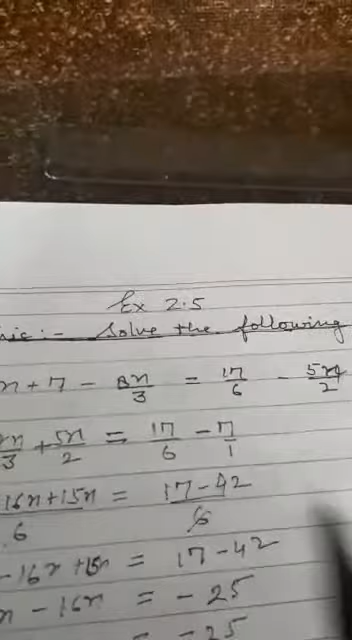 Ex 2.5
nic:- Solve the following
x + 7 - 8x/3 = 17/6 - 5x/2
8x/3 + 5x/2 = 17/6 - 7/1
16x + 15x / 6 = 17 - 42 / 6
- 16x + 15x = 17 - 42
x - 16x = - 25
= - 25